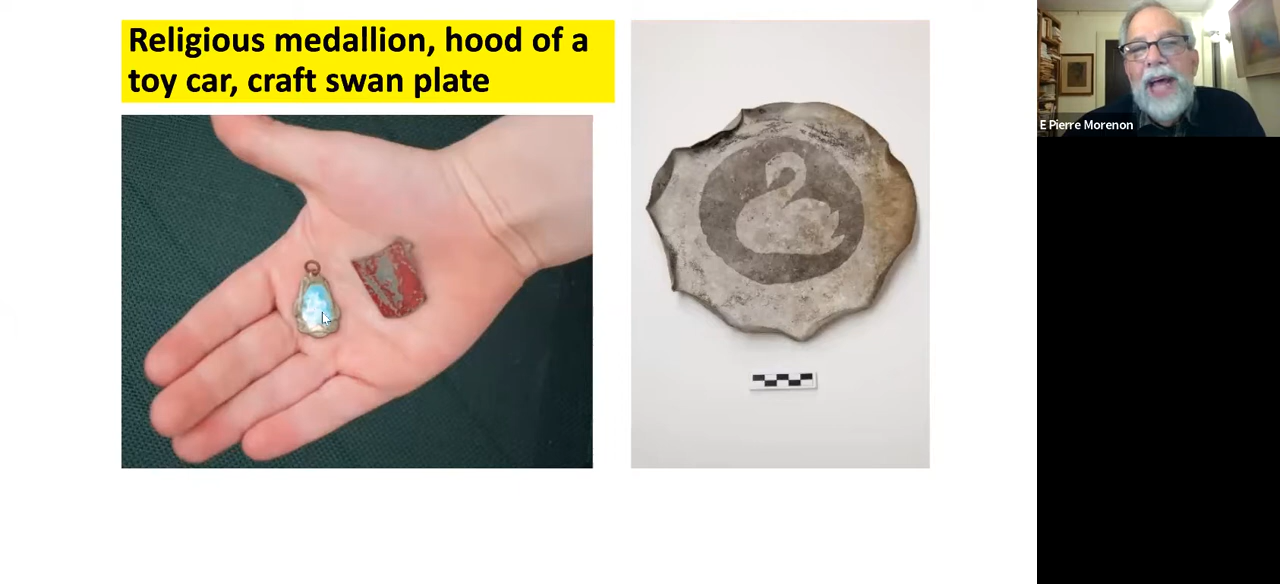 Religious medallion, hood of a
toy car, craft swan plate
E Pierre Morenon